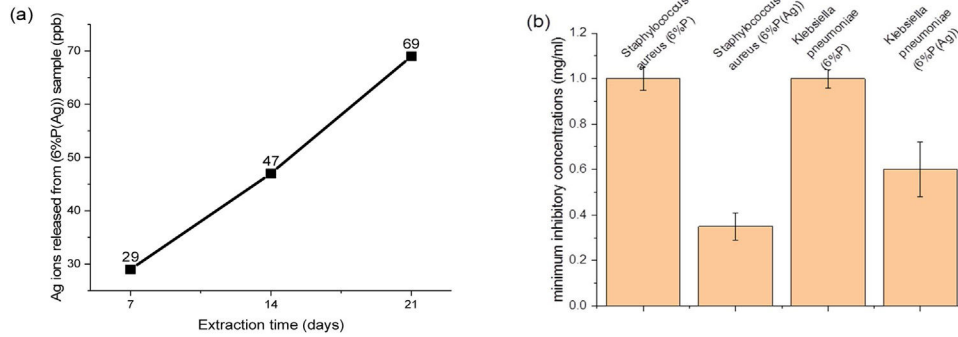 (a)
Ag ions released from (6%P(Ag)) sample (ppb)
70
60
50
40
30
29
47
69
7
14
21
Extraction time (days)
(b)
minimum inhibitory concentrations (mg/ml)
1.2
1.0
0.8
0.6
0.4
0.2
0.0
Staphylococcus
aureus (6%P)
Staphylococcus
aureus (6%P(Ag))
Klebsiella
pneumoniae
(6%P)
Klebsiella
pneumoniae
(6%P(Ag))